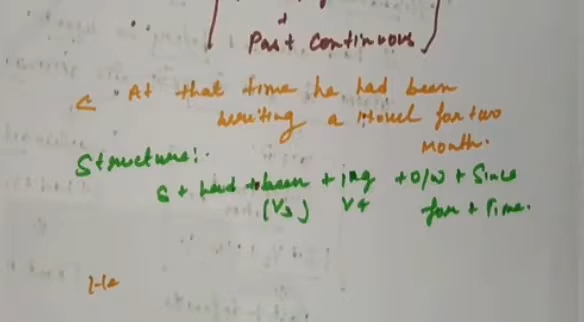 +
Past Continuous
At that time he had been
writing a novel for two
month.
Structure:-
S + had + been + ing + O/W + Since
(V3) V4 for + Time.
He